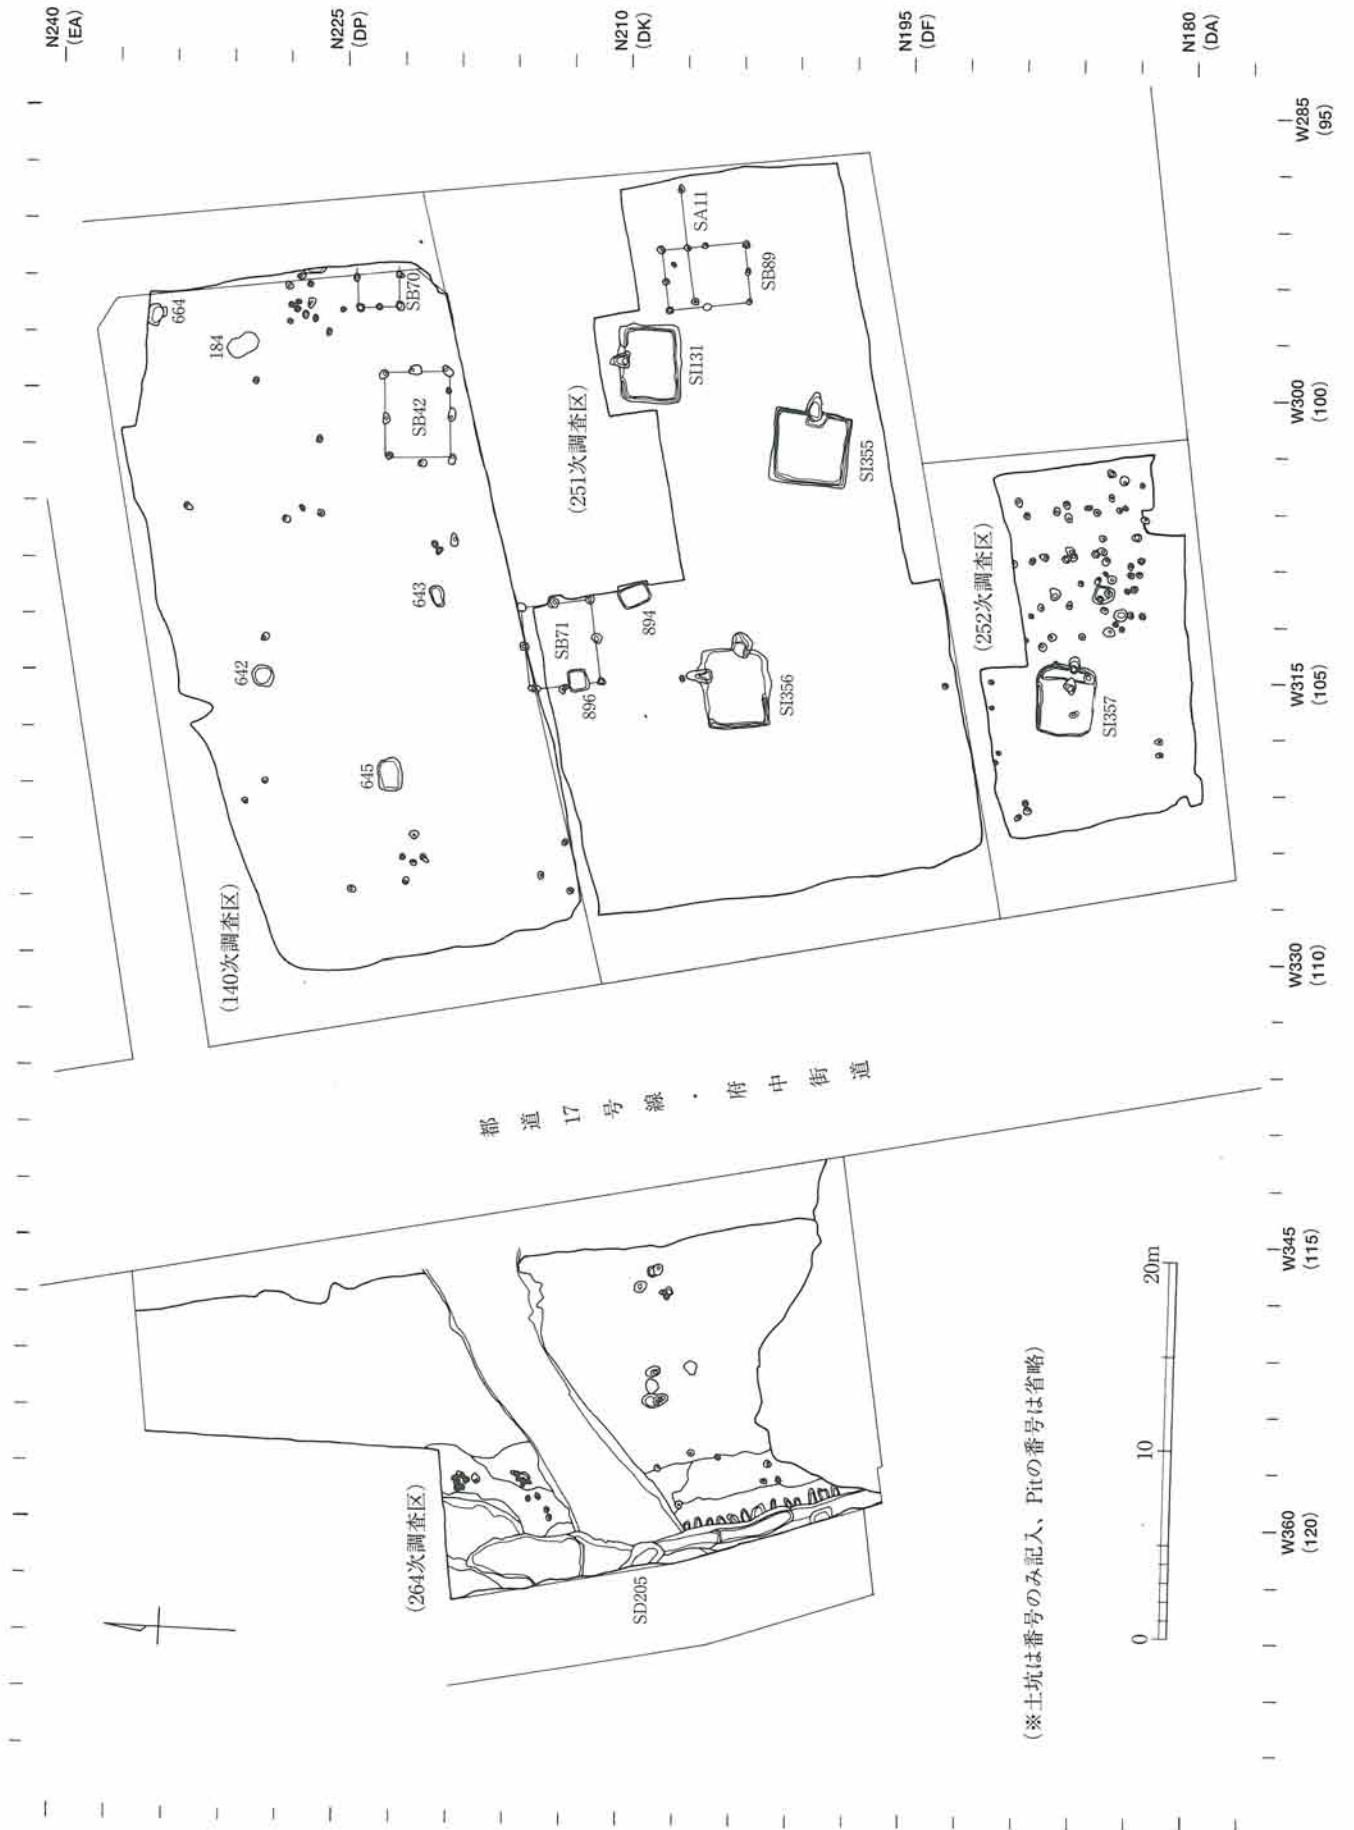 N240
(EA)
N225
(DP)
N210
(DK)
N195
(DF)
N180
(DA)
W285
(95)
W300
(100)
W315
(105)
W330
(110)
W345
(115)
W360
(120)
664
184
SB70
SB42
643
642
645
(140次調査区)
SA11
SB89
SI131
(251次調査区)
SI355
SB71
894
896
SI356
(252次調査区)
SI357
都道17号線・府中街道
(264次調査区)
SD205
0
10
20m
(※土坑は番号のみ記入、Pitの番号は省略)